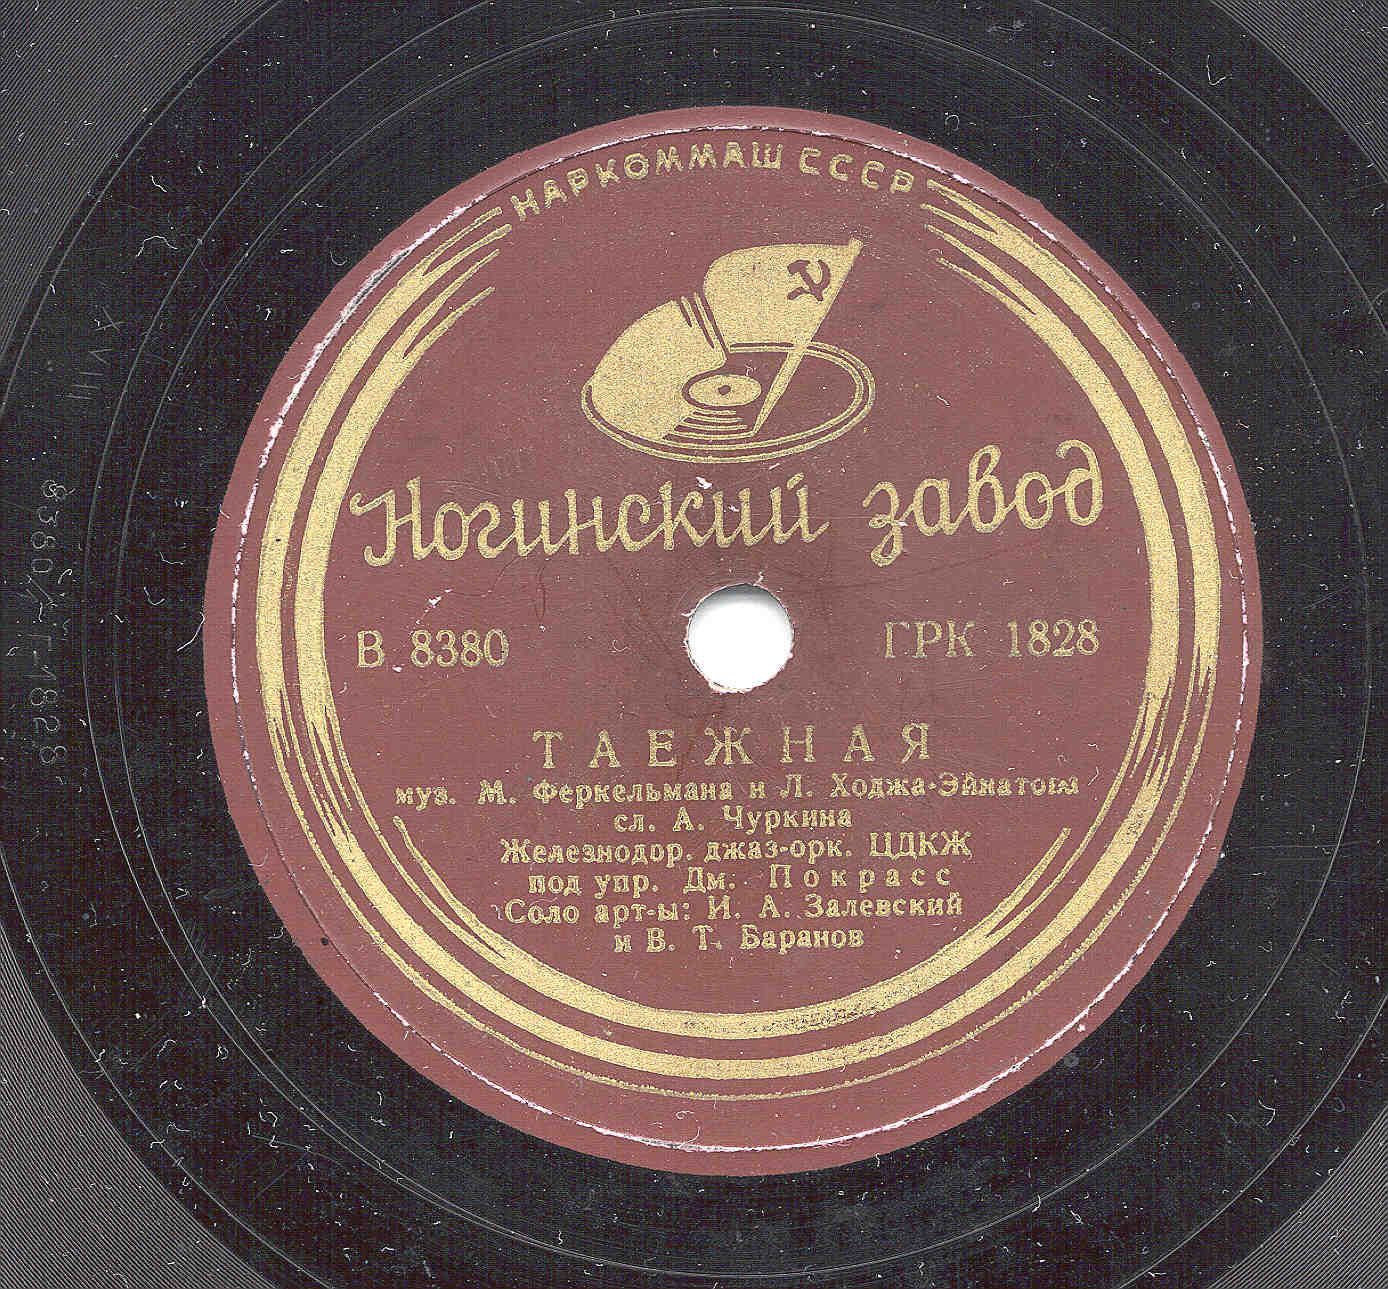 НАРКОММАШ СССР
Ногинский завод
В 8380
ГРК 1828
ТАЕЖНАЯ
муз. М. Феркельмана и Л. Ходжа-Эйнатова
сл. А. Чуркина
Железнодор. джаз-орк. ЦДКЖ
под упр. Дм. Покрасс
Соло арт-ы: И. А. Залевский
и В. Т. Баранов
XVIII